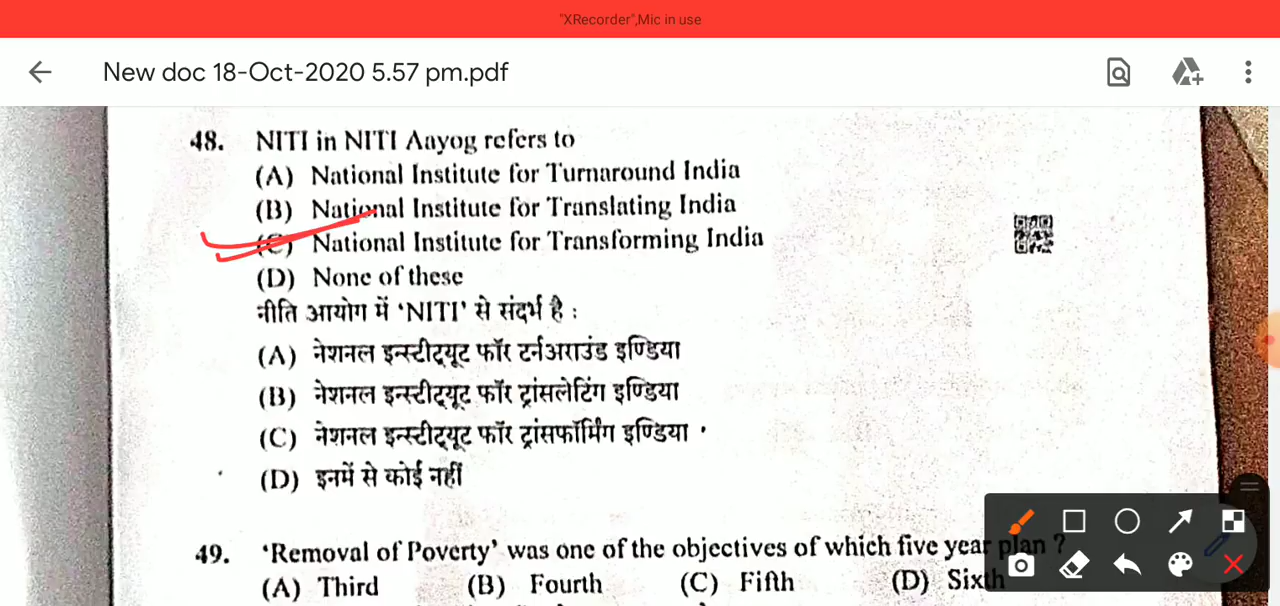 "XRecorder",Mic in use
New doc 18-Oct-2020 5.57 pm.pdf
48. NITI in NITI Aayog refers to
(A) National Institute for Turnaround India
(B) National Institute for Translating India
(C) National Institute for Transforming India
(D) None of these
नीति आयोग में ‘NITI’ से संदर्भ है :
(A) नेशनल इन्स्टीट्यूट फॉर टर्नअराउंड इण्डिया
(B) नेशनल इन्स्टीट्यूट फॉर ट्रांसलेटिंग इण्डिया
(C) नेशनल इन्स्टीट्यूट फॉर ट्रांसफॉर्मिंग इण्डिया
(D) इनमें से कोई नहीं
49. ‘Removal of Poverty’ was one of the objectives of which five year plan ?
(A) Third (B) Fourth (C) Fifth (D) Sixth